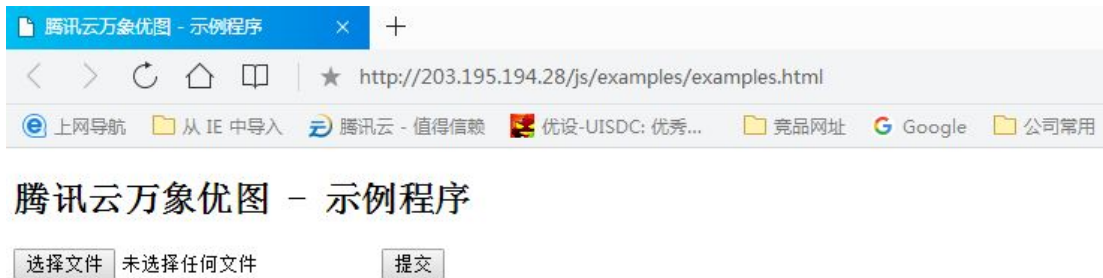 腾讯云万象优图 - 示例程序
http://203.195.194.28/js/examples/examples.html
上网导航 从 IE 中导入 腾讯云 - 值得信赖 优设-UISDC: 优秀... 竞品网址 Google 公司常用
腾讯云万象优图 - 示例程序
选择文件 未选择任何文件 提交